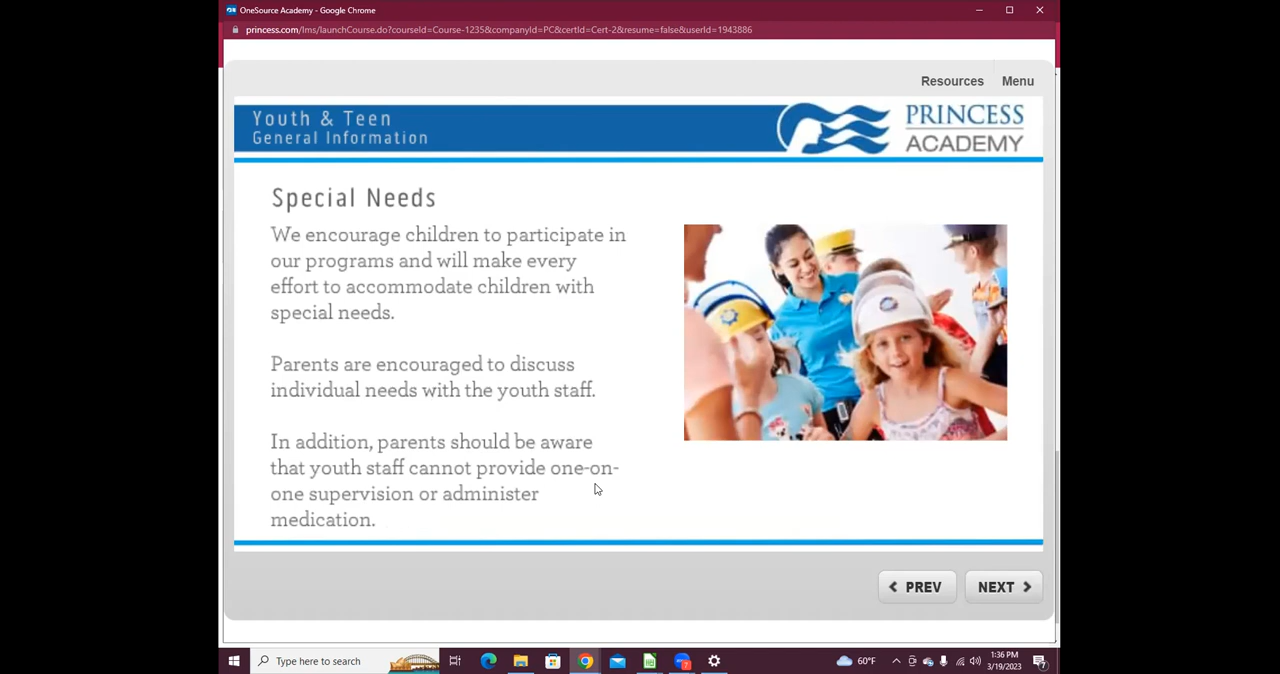 OneSource Academy - Google Chrome
princess.com/lms/launchCourse.do?courseId=Course-1235&companyId=PC&certId=Cert-2&resume=false&userId=1943886
Resources Menu
Youth & Teen
General Information
PRINCESS
ACADEMY
Special Needs
We encourage children to participate in
our programs and will make every
effort to accommodate children with
special needs.
Parents are encouraged to discuss
individual needs with the youth staff.
In addition, parents should be aware
that youth staff cannot provide one-on-
one supervision or administer
medication.
PREV NEXT
Type here to search
60°F
1:36 PM
3/19/2023